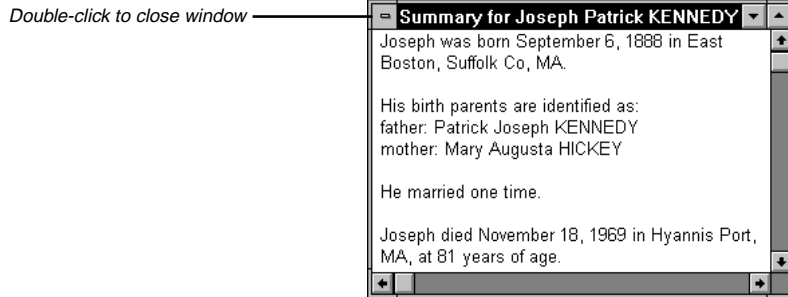 Double-click to close window
Summary for Joseph Patrick KENNEDY
Joseph was born September 6, 1888 in East
Boston, Suffolk Co, MA.
His birth parents are identified as:
father: Patrick Joseph KENNEDY
mother: Mary Augusta HICKEY
He married one time.
Joseph died November 18, 1969 in Hyannis Port,
MA, at 81 years of age.